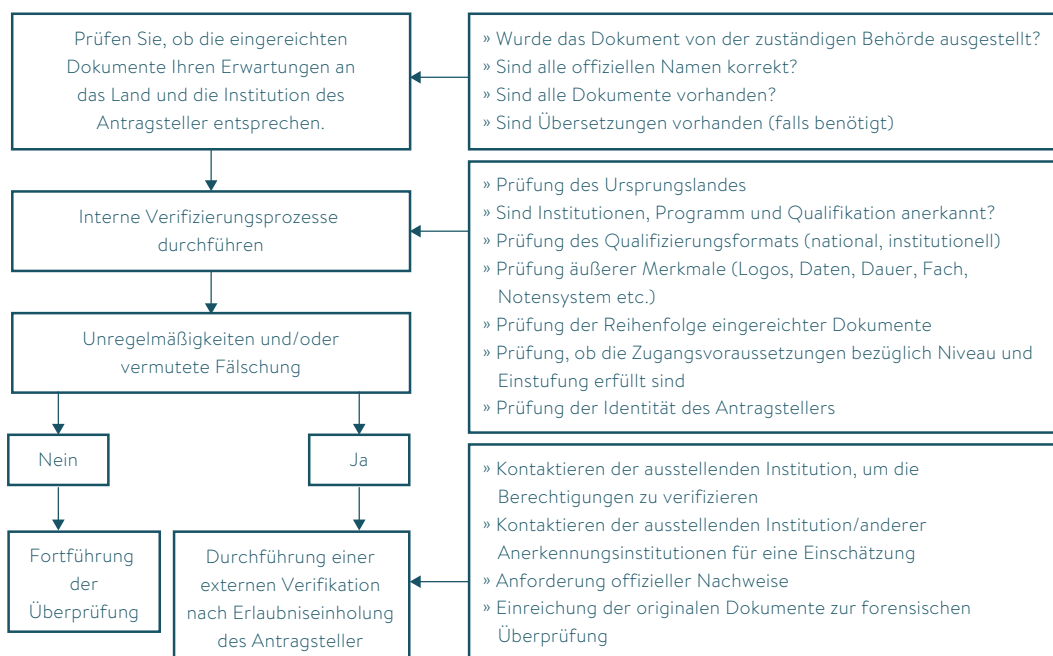 Prüfen Sie, ob die eingereichten
Dokumente Ihren Erwartungen an
das Land und die Institution des
Antragsteller entsprechen.
» Wurde das Dokument von der zuständigen Behörde ausgestellt?
» Sind alle offiziellen Namen korrekt?
» Sind alle Dokumente vorhanden?
» Sind Übersetzungen vorhanden (falls benötigt)
Interne Verifizierungsprozesse
durchführen
» Prüfung des Ursprungslandes
» Sind Institutionen, Programm und Qualifikation anerkannt?
» Prüfung des Qualifizierungsformats (national, institutionell)
» Prüfung äußerer Merkmale (Logos, Daten, Dauer, Fach,
Notensystem etc.)
» Prüfung der Reihenfolge eingereichter Dokumente
» Prüfung, ob die Zugangsvoraussetzungen bezüglich Niveau und
Einstufung erfüllt sind
» Prüfung der Identität des Antragstellers
Unregelmäßigkeiten und/oder
vermutete Fälschung
Nein
Ja
Fortführung
der
Überprüfung
Durchführung einer
externen Verifikation
nach Erlaubniseinholung
des Antragsteller
» Kontaktieren der ausstellenden Institution, um die
Berechtigungen zu verifizieren
» Kontaktieren der ausstellenden Institution/anderer
Anerkennungsinstitutionen für eine Einschätzung
» Anforderung offizieller Nachweise
» Einreichung der originalen Dokumente zur forensischen
Überprüfung